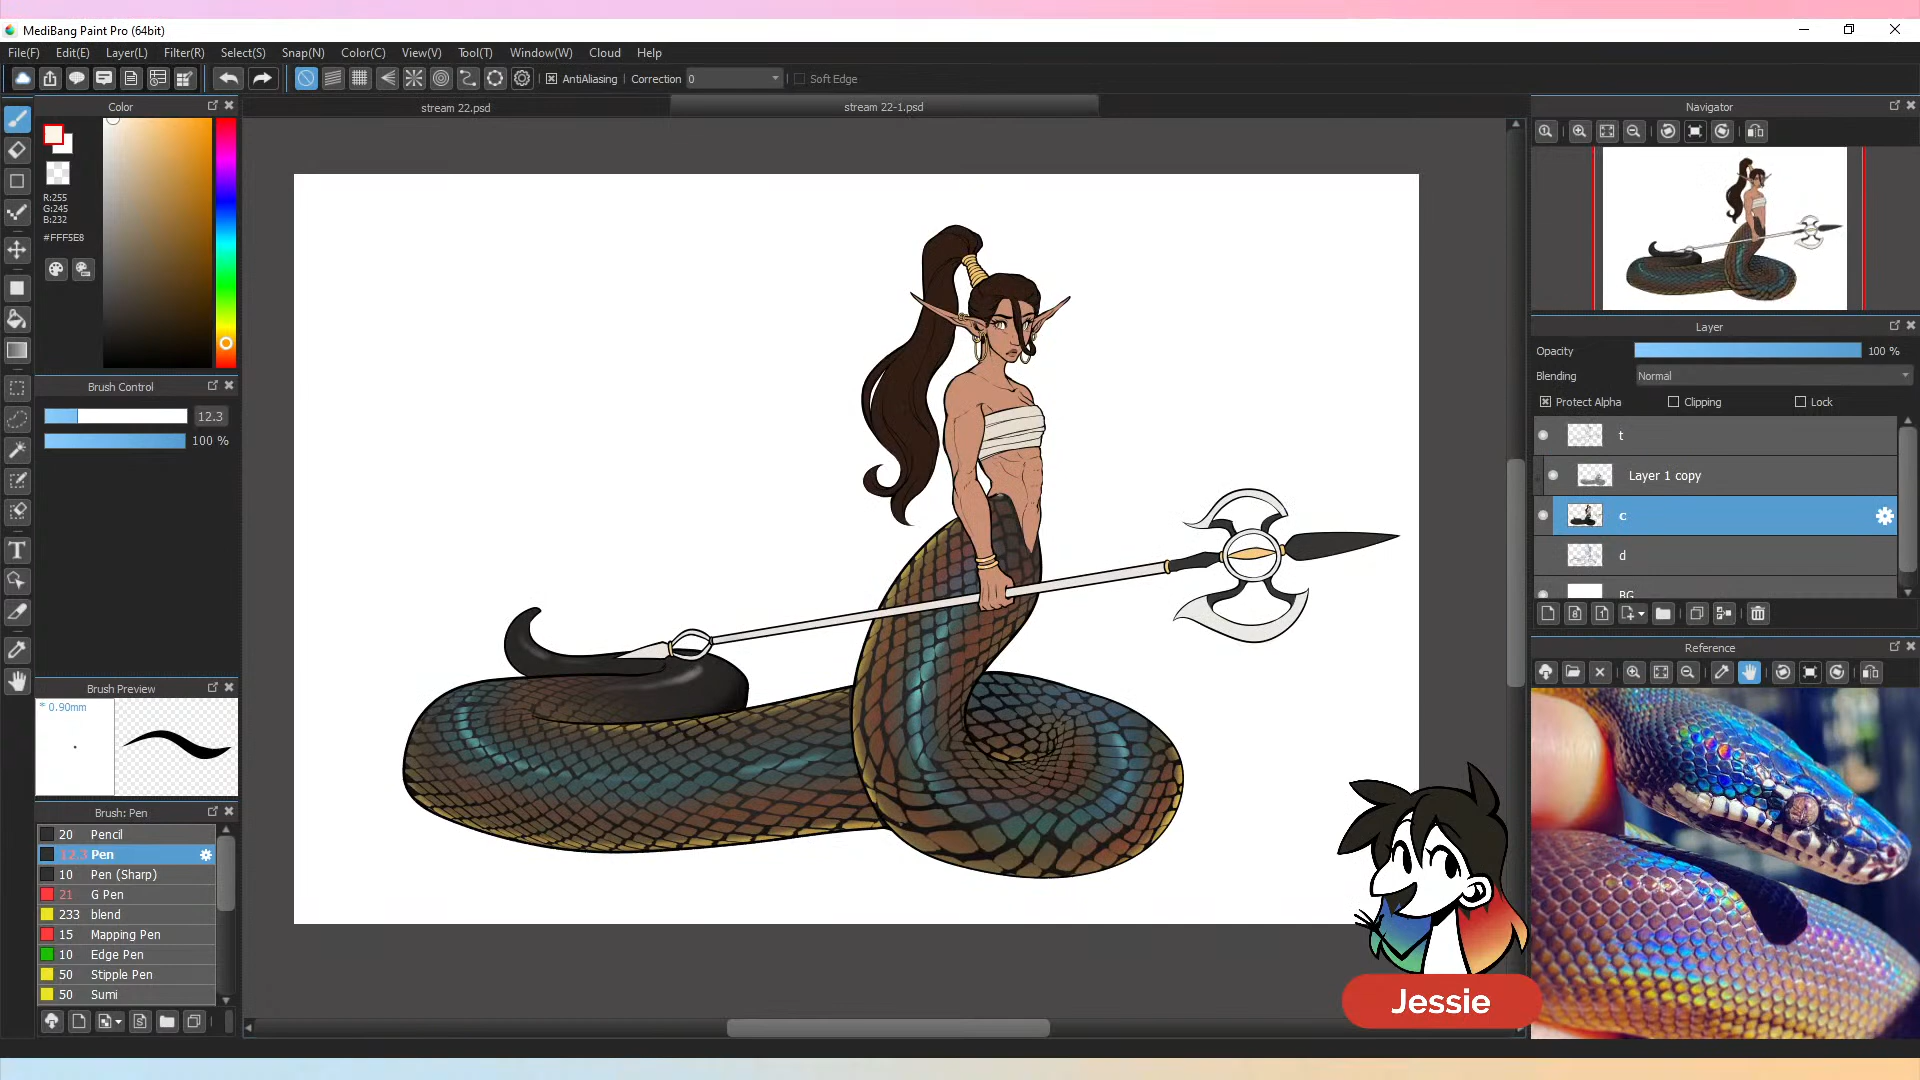 MediBang Paint Pro (64bit)
File(F) Edit(E) Layer(L) Filter(R) Select(S) Snap(N) Color(C) View(V) Tool(T) Window(W) Cloud Help
AntiAliasing Correction 0 Soft Edge
Color
stream 22.psd
stream 22-1.psd
Navigator
R:255
G:245
B:232
#FFF5E8
Brush Control
12.3
100 %
Brush Preview
* 0.90mm
Brush: Pen
20 Pencil
12.3 Pen
10 Pen (Sharp)
21 G Pen
233 blend
15 Mapping Pen
10 Edge Pen
50 Stipple Pen
50 Sumi
Layer
Opacity 100 %
Blending Normal
Protect Alpha Clipping Lock
t
Layer 1 copy
c
d
BG
Reference
Jessie